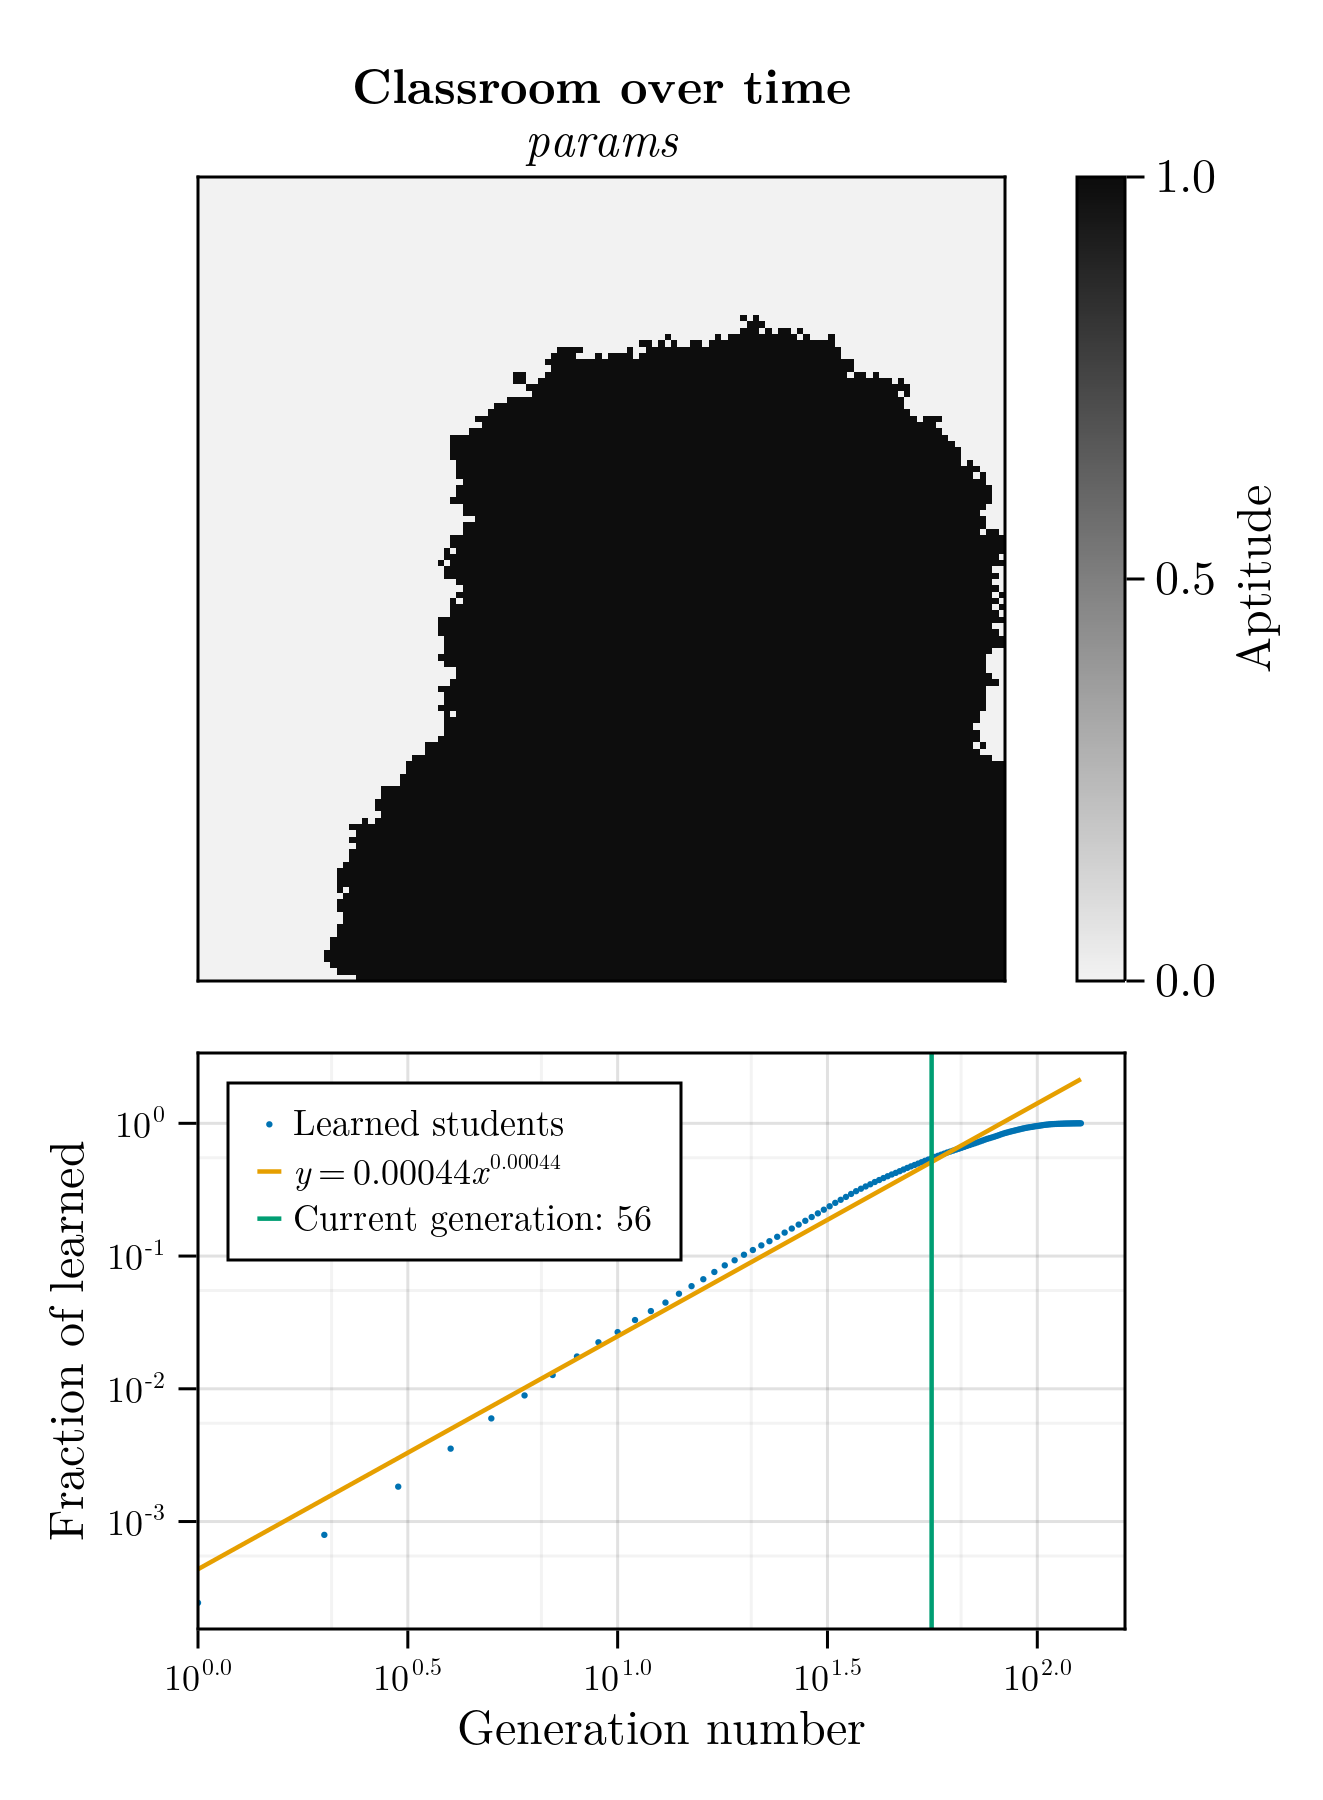 Classroom over time
params
1.0
0.5
0.0
Aptitude
10^0
10^-1
10^-2
10^-3
Fraction of learned
Learned students
y = 0.00044x^0.00044
Current generation: 56
10^0.0 10^0.5 10^1.0 10^1.5 10^2.0
Generation number